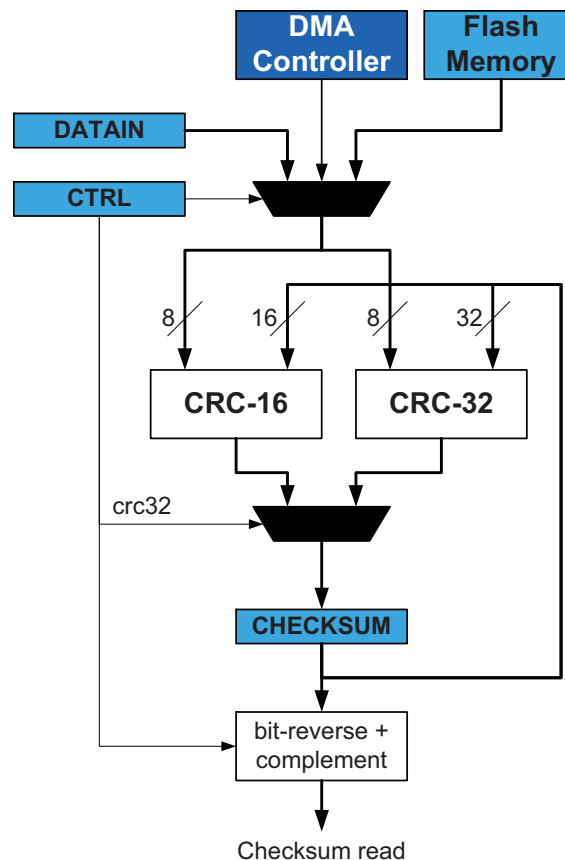 DMA
Controller
Flash
Memory
DATAIN
CTRL
8
16
8
32
CRC-16
CRC-32
crc32
CHECKSUM
bit-reverse +
complement
Checksum read